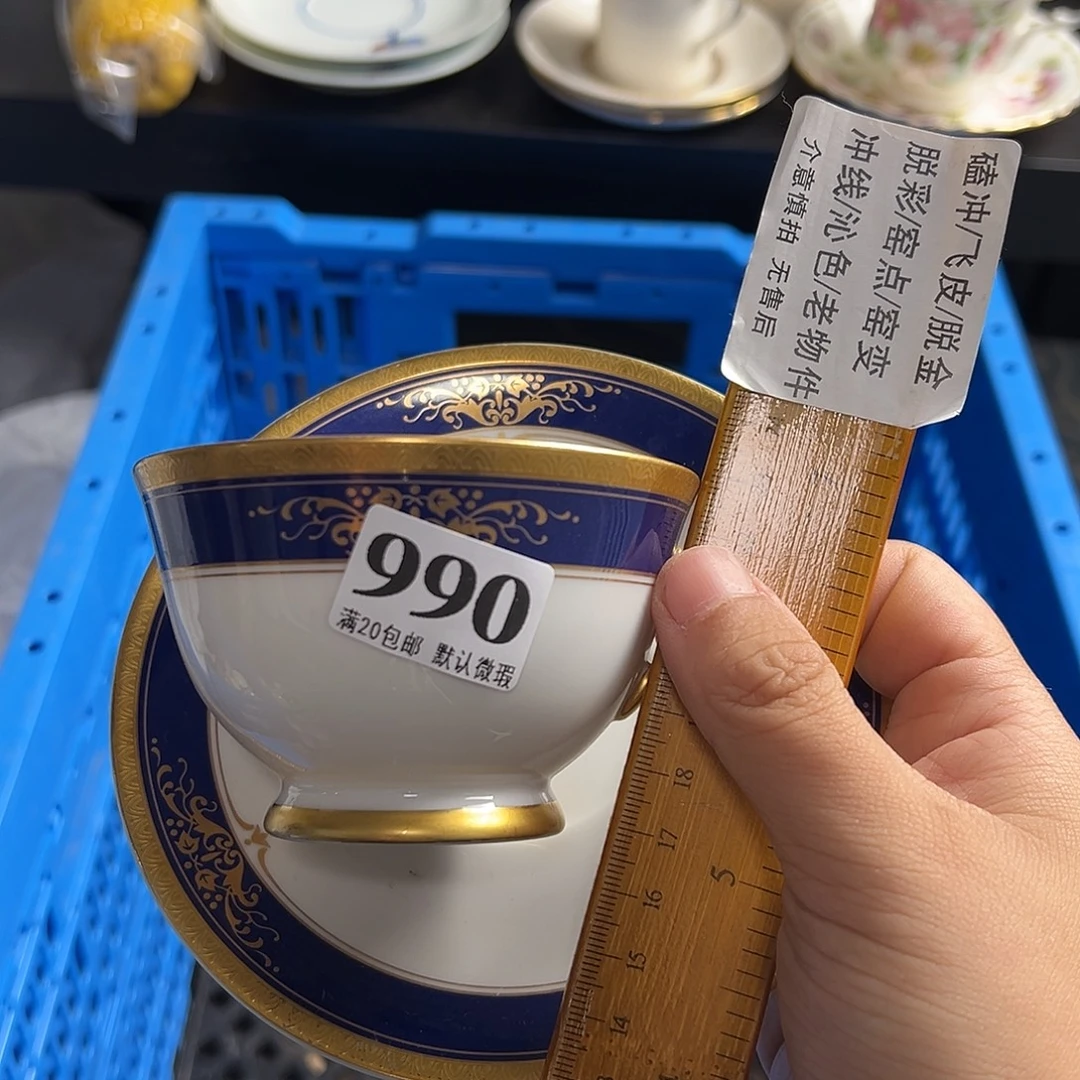 磕冲/飞皮/脱金
脱彩/窑点/窑变
冲线/沁色/老物件
介意慎拍 无售后
990
满20包邮 默认微瑕
18
17
16
15
14
5